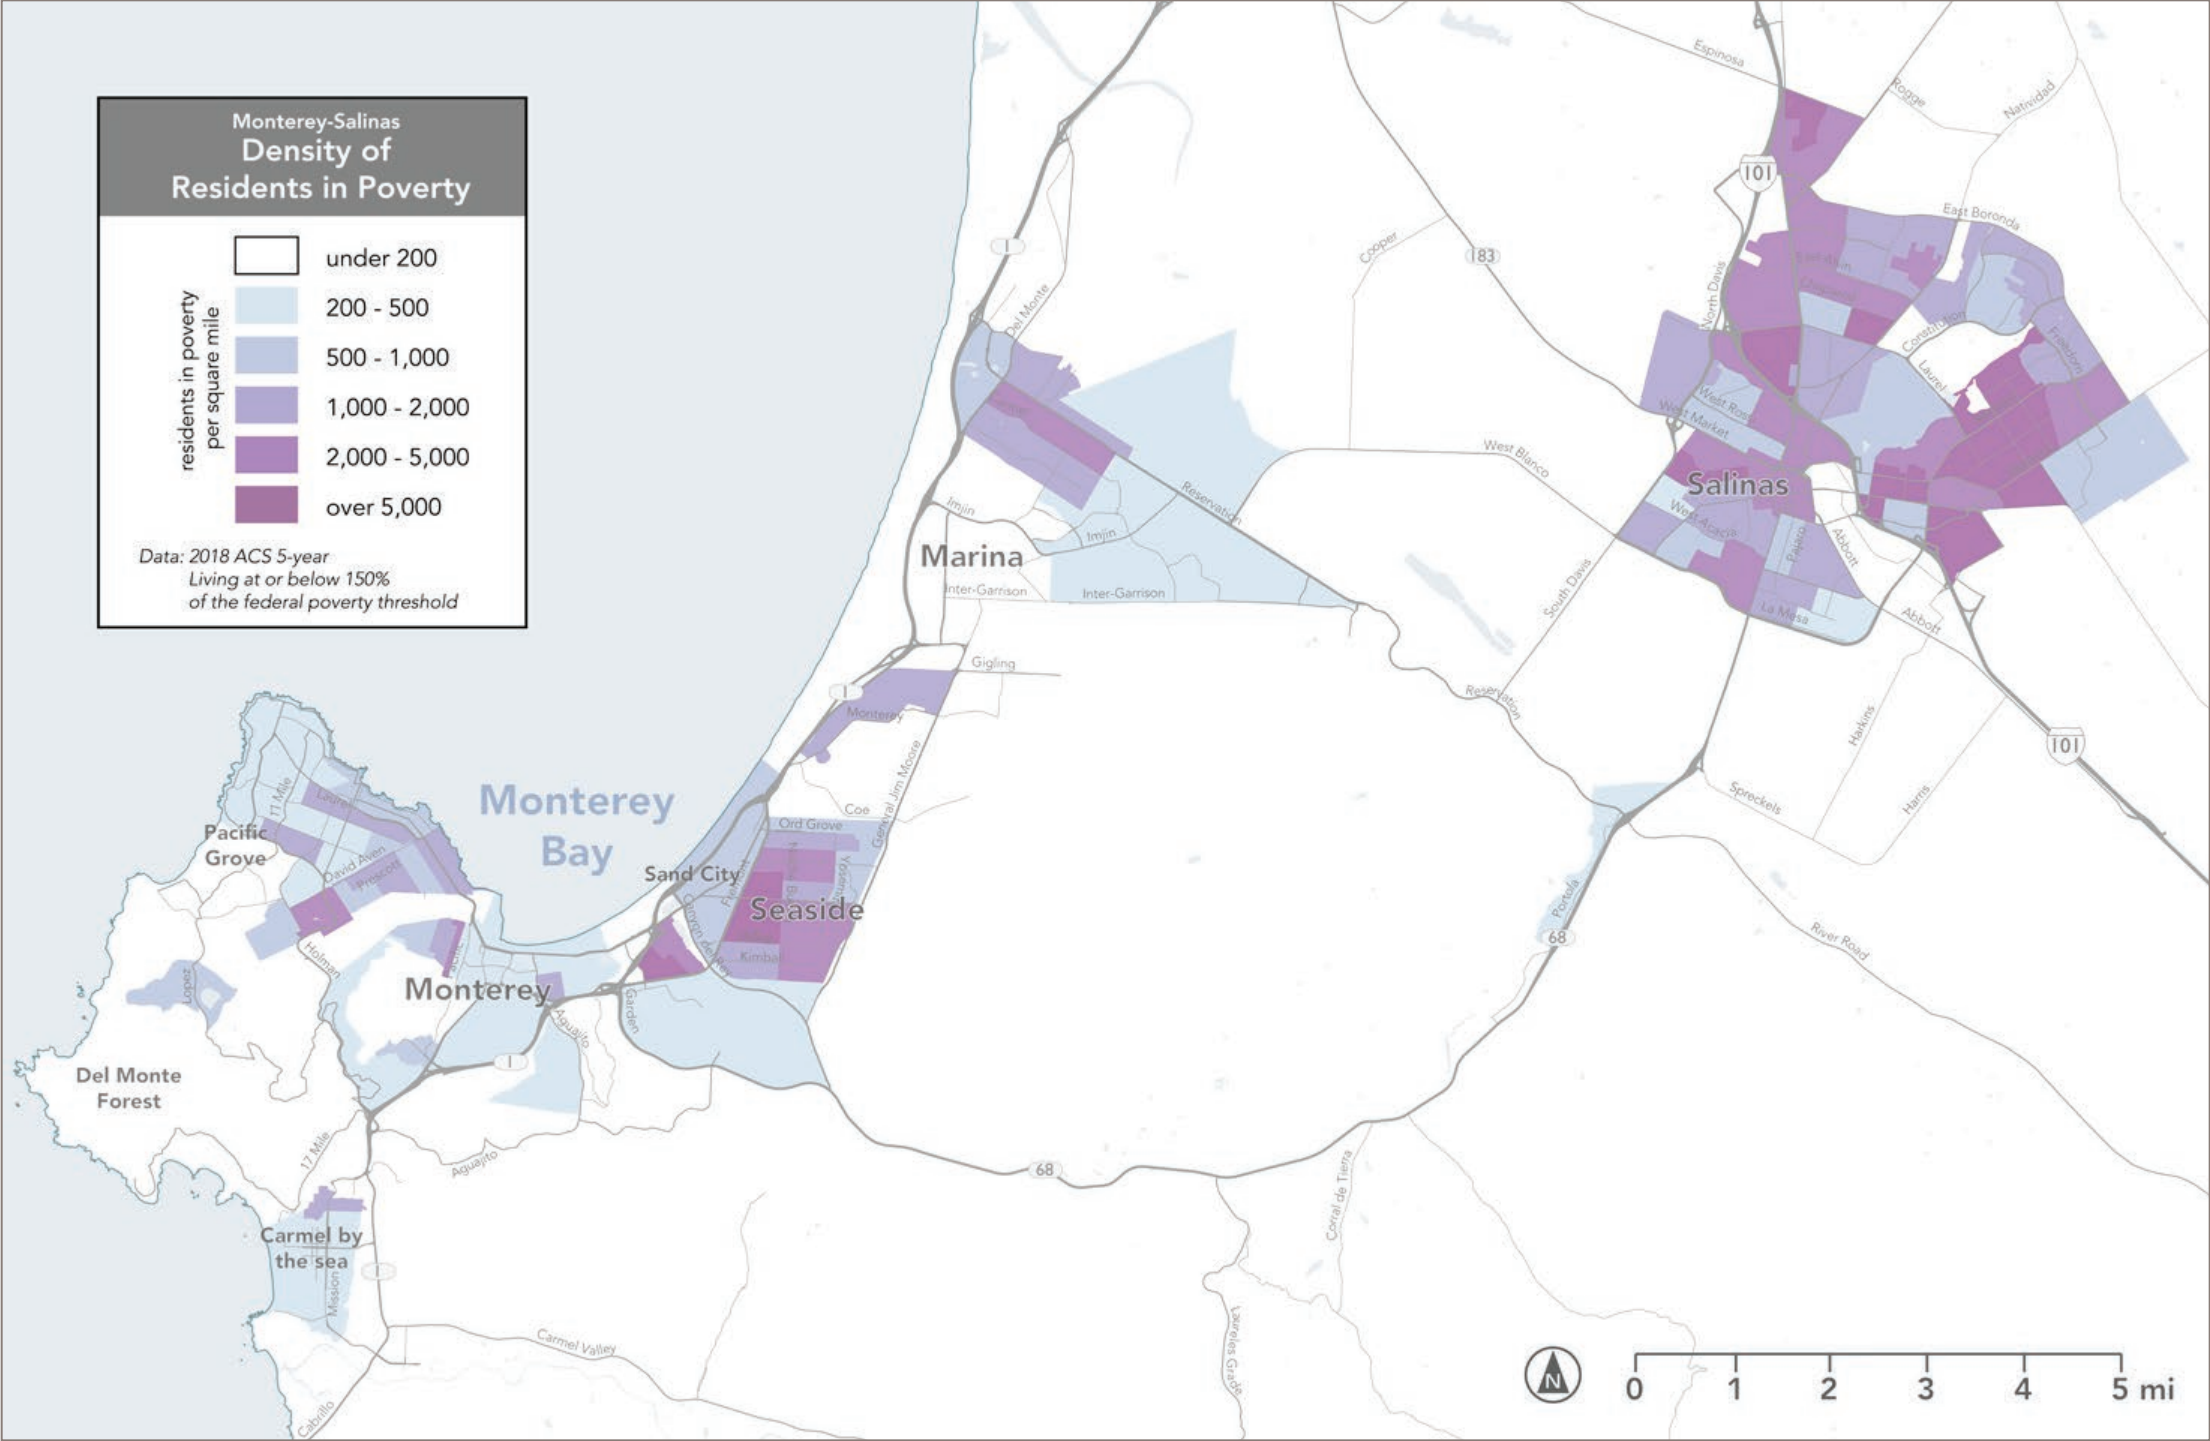 Monterey-Salinas
Density of
Residents in Poverty
residents in poverty
per square mile
under 200
200 - 500
500 - 1,000
1,000 - 2,000
2,000 - 5,000
over 5,000
Data: 2018 ACS 5-year
Living at or below 150%
of the federal poverty threshold
Espinosa
Rogge
Natividad
101
East Boronda
Cooper
183
North Davis
1
Del Monte
Constitution
Freedom
Laurel
West Ross
West Market
West Blanco
Salinas
Reservation
West Acacia
Pajaro
Abbott
Imjin
Imjin
Marina
Inter-Garrison
Inter-Garrison
South Davis
La Mesa
Abbott
Gigling
1
Monterey
Reservation
Harkins
101
General Jim Moore
Spreckels
Harris
17 Mile
Laurel
Monterey
Bay
Coe
Ord Grove
Pacific
Grove
David Aven
Prescott
Sand City
Fremont
Seaside
Canyon del Rey
Kimball
Portola
68
River Road
Holman
Lopez
Monterey
Garden
Aguajito
1
Del Monte
Forest
17 Mile
Aguajito
68
Corral de Tierra
Carmel by
the sea
Mission
1
Carmel Valley
Laureles Grade
Cabrillo
N
0 1 2 3 4 5 mi